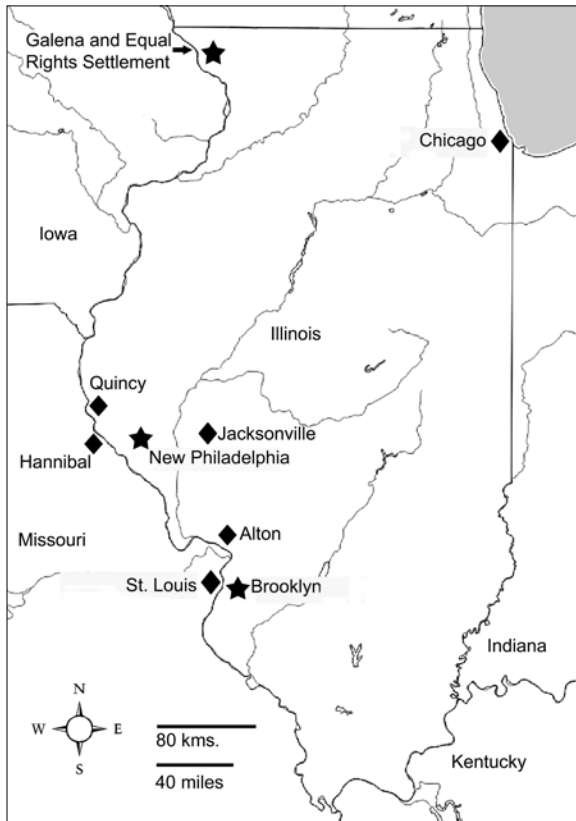 Galena and Equal
Rights Settlement
Chicago
Iowa
Illinois
Quincy
Jacksonville
New Philadelphia
Hannibal
Missouri
Alton
St. Louis
Brooklyn
Indiana
N
W
E
S
80 kms.
40 miles
Kentucky